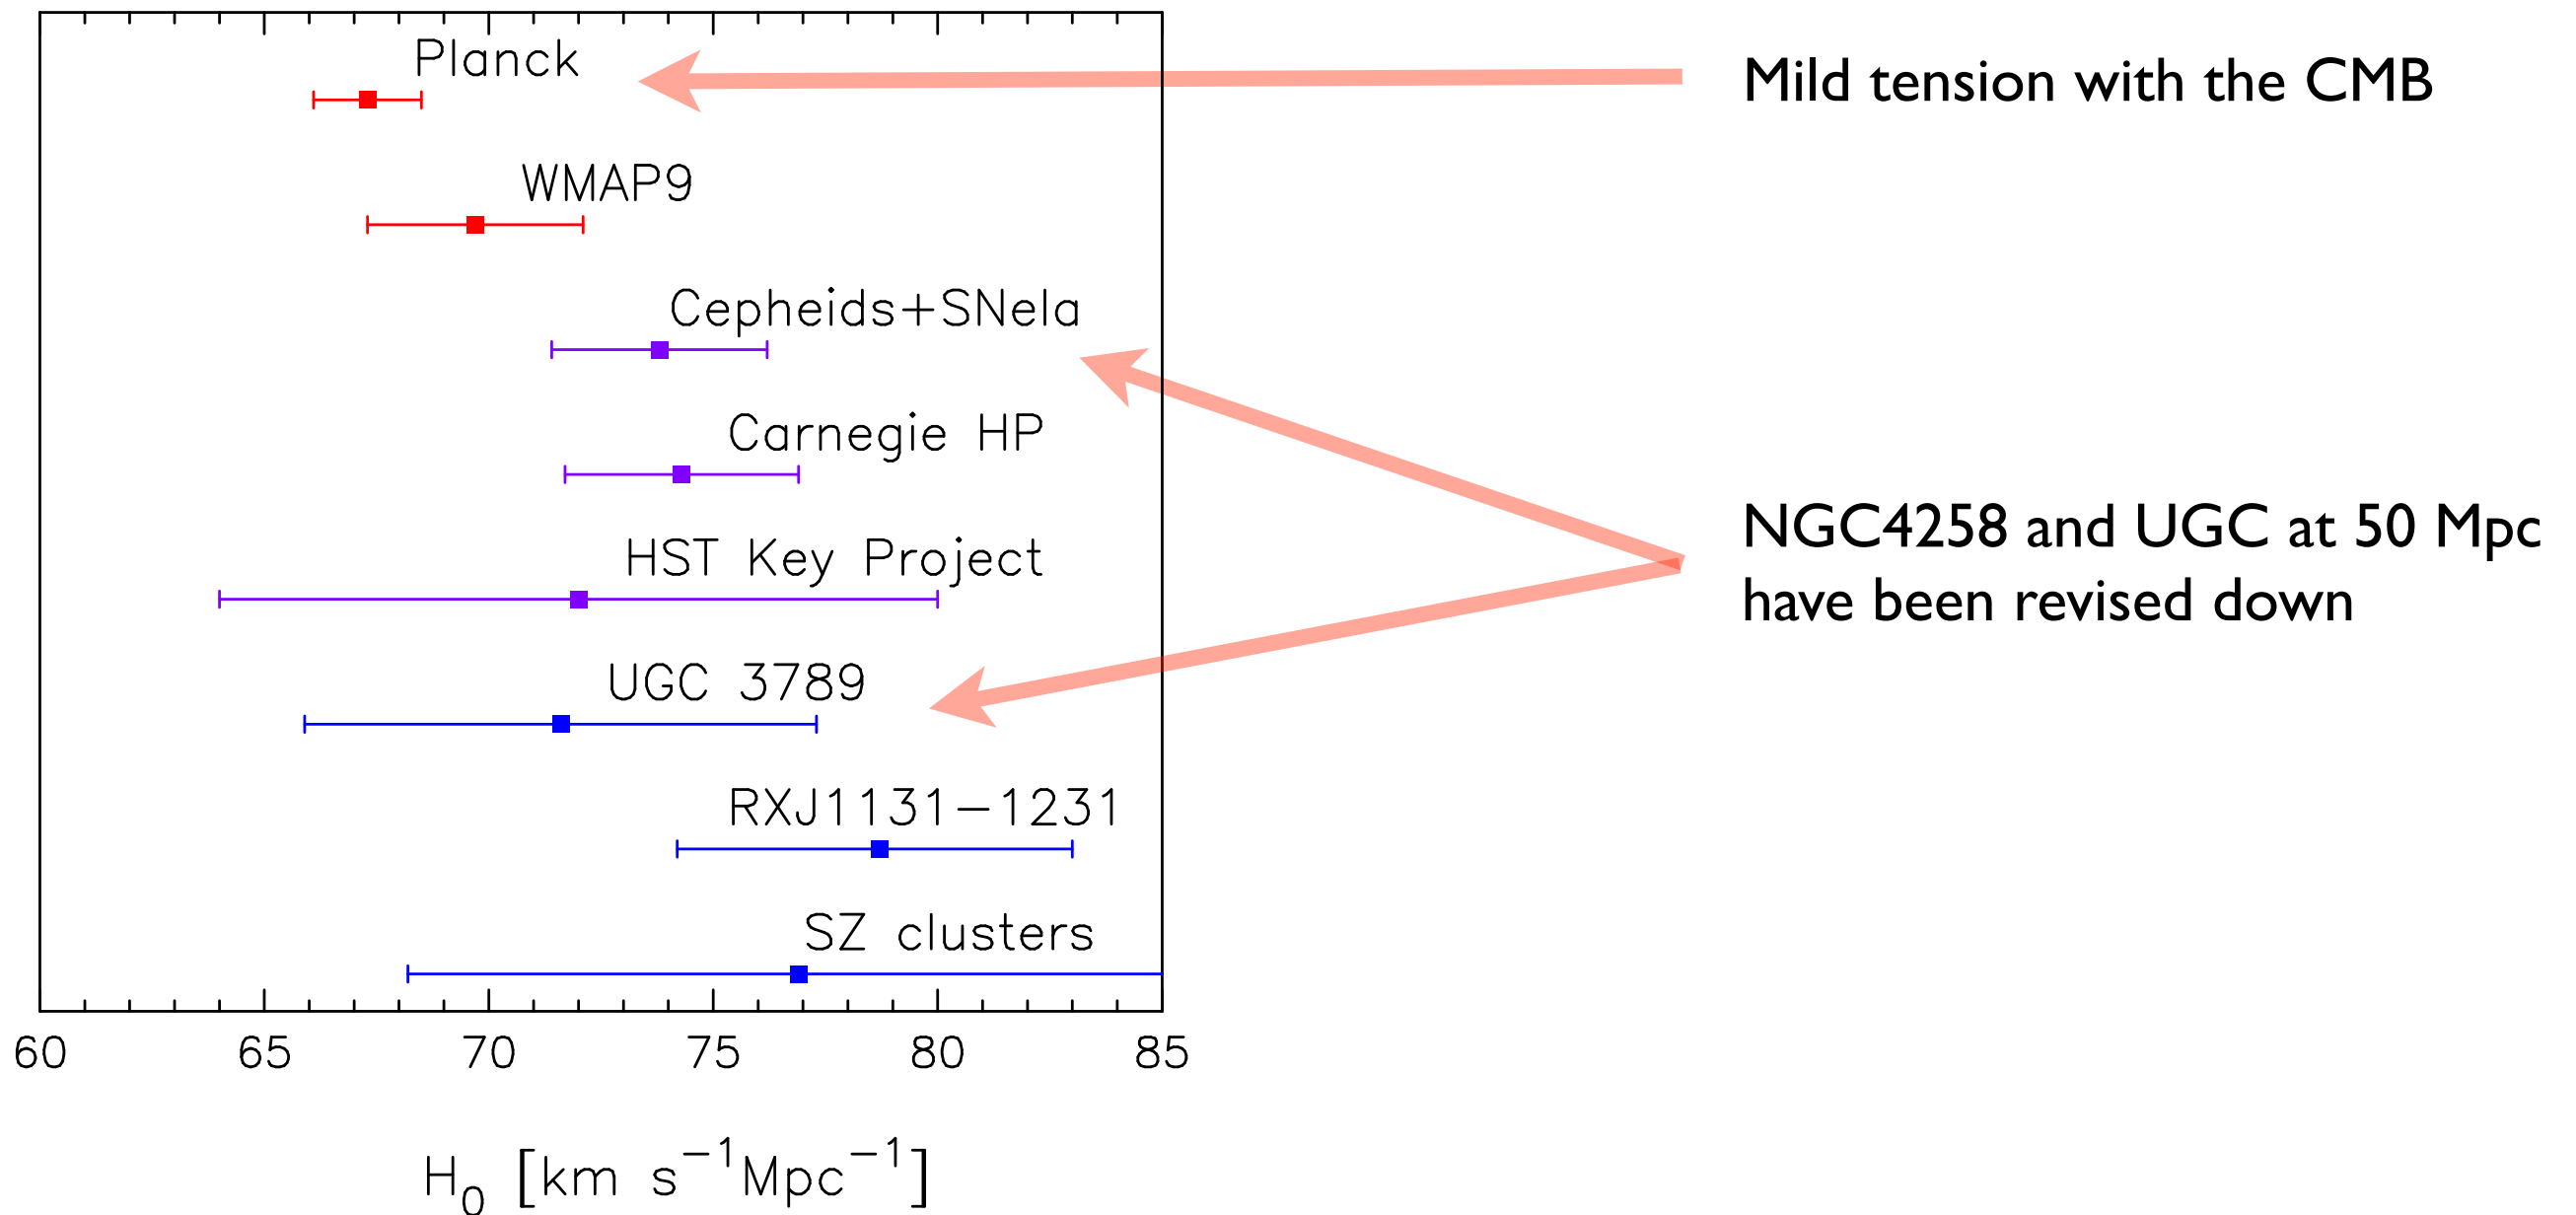 Planck
Mild tension with the CMB
WMAP9
Cepheids+SNeIa
Carnegie HP
HST Key Project
NGC4258 and UGC at 50 Mpc
have been revised down
UGC 3789
RXJ1131−1231
SZ clusters
60 65 70 75 80 85
H₀ [km s⁻¹Mpc⁻¹]